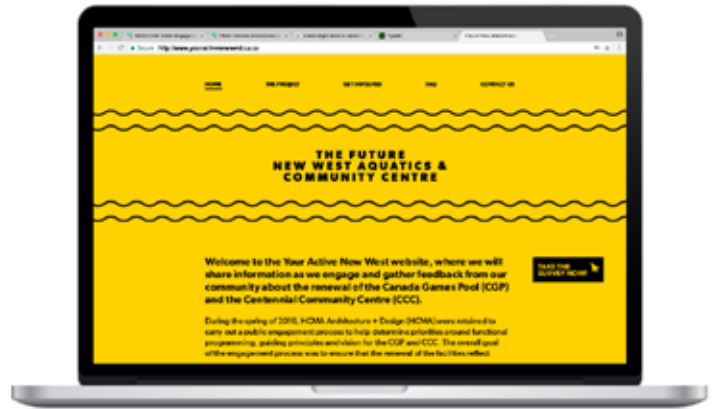 Secure
HOME THE PROJECT GET INVOLVED FAQ CONTACT US
THE FUTURE
NEW WEST AQUATICS &
COMMUNITY CENTRE
Welcome to the Your Active New West website, where we will
share information as we engage and gather feedback from our
community about the renewal of the Canada Games Pool (CGP)
and the Centennial Community Centre (CCC).
TAKE THE
SURVEY NOW!
During the spring of 2016, HCMA Architecture + Design (HCMA) were retained to
carry out a public engagement process to help determine priorities around functional
programming, guiding principles and vision for the CGP and CCC. The overall goal
of the engagement process was to ensure that the renewal of the facilities reflect